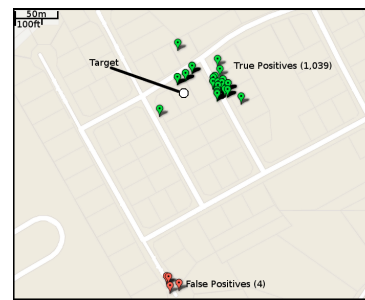 50m
100ft
Target
True Positives (1,039)
False Positives (4)